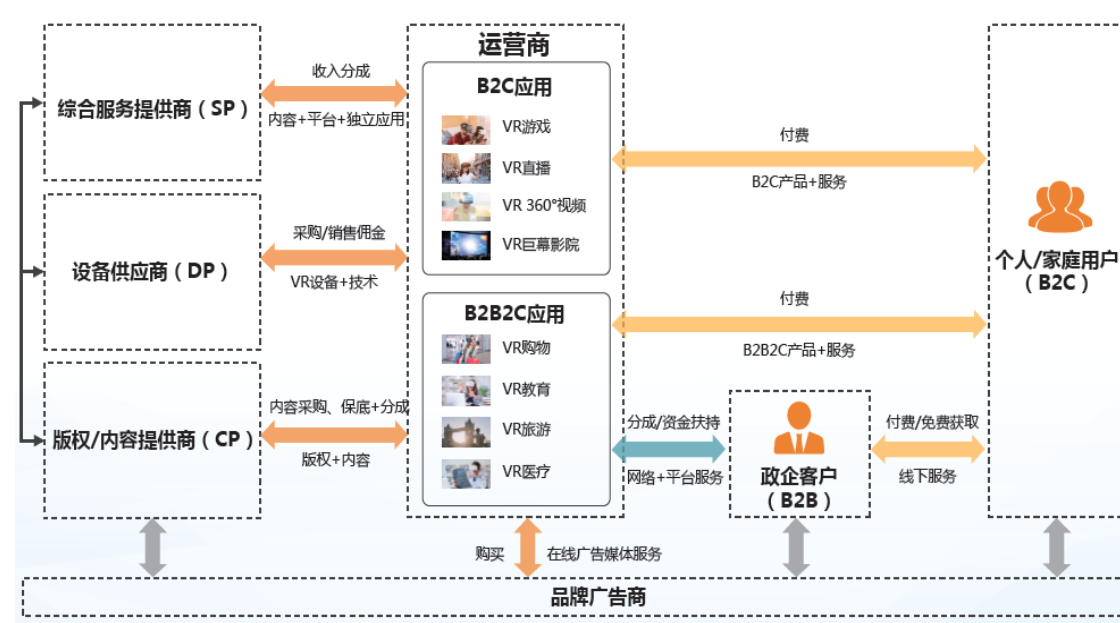 综合服务提供商（SP）
设备供应商（DP）
版权/内容提供商（CP）
收入分成
内容+平台+独立应用
采购/销售佣金
VR设备+技术
内容采购、保底+分成
版权+内容
运营商
B2C应用
VR游戏
VR直播
VR 360°视频
VR巨幕影院
B2B2C应用
VR购物
VR教育
VR旅游
VR医疗
付费
B2C产品+服务
付费
B2B2C产品+服务
分成/资金扶持
网络+平台服务
政企客户
（B2B）
付费/免费获取
线下服务
个人/家庭用户
（B2C）
购买
在线广告媒体服务
品牌广告商